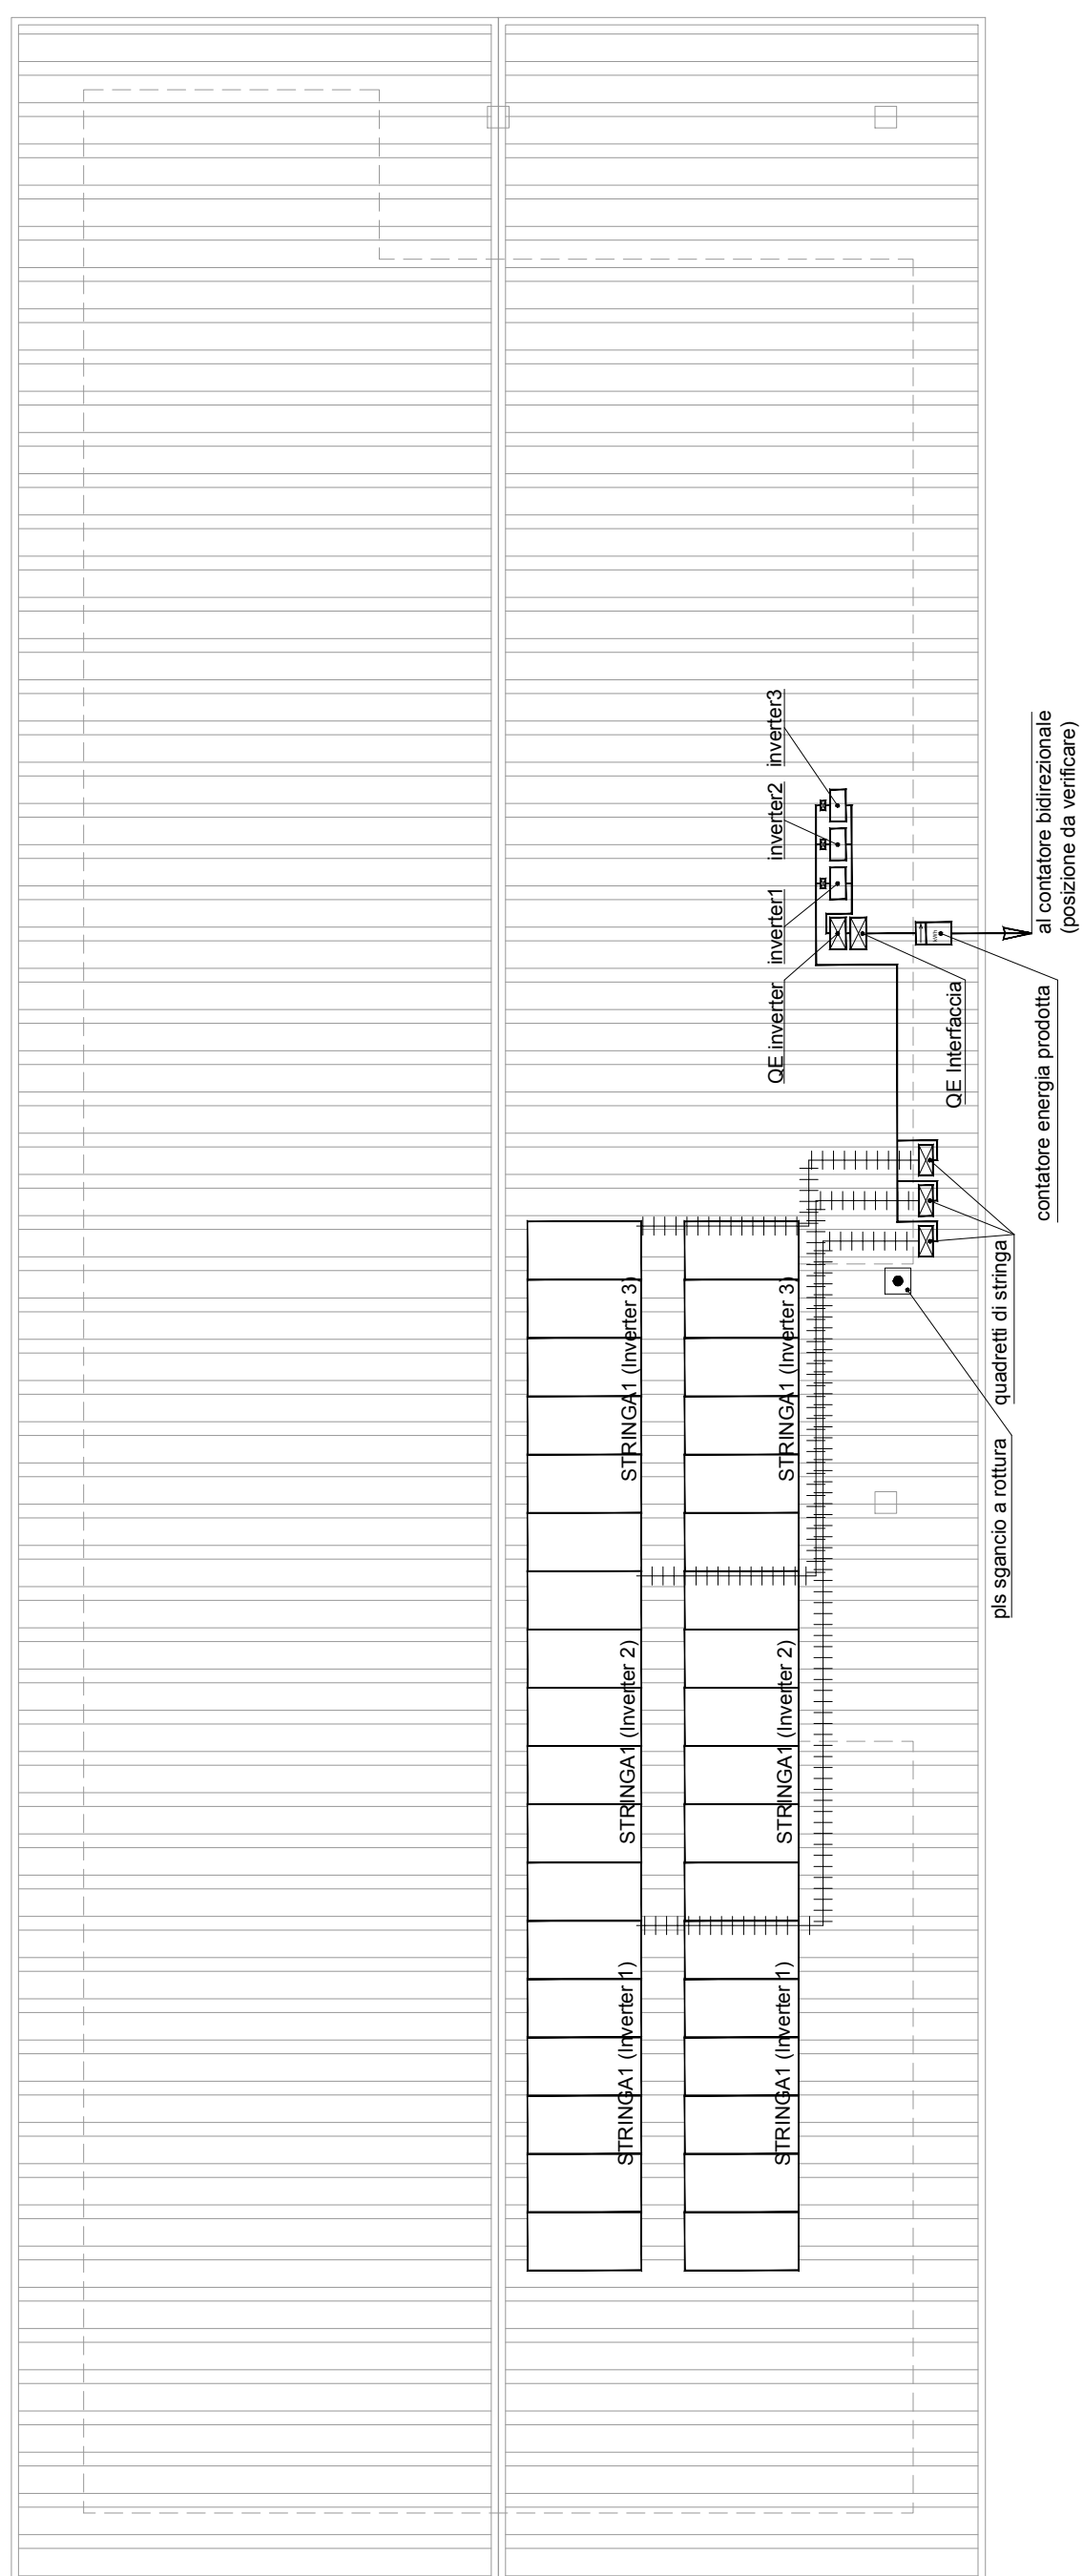 inverter3
inverter2
inverter1
QE inverter
QE Interfaccia
al contatore bidirezionale
(posizione da verificare)
contatore energia prodotta
kWh
quadretti di stringa
pls sgancio a rottura
STRINGA1 (Inverter 3)
STRINGA1 (Inverter 3)
STRINGA1 (Inverter 2)
STRINGA1 (Inverter 2)
STRINGA1 (Inverter 1)
STRINGA1 (Inverter 1)